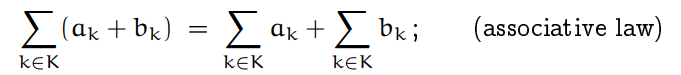 ∑_{k∈K} (a_k + b_k) = ∑_{k∈K} a_k + ∑_{k∈K} b_k ; (associative law)